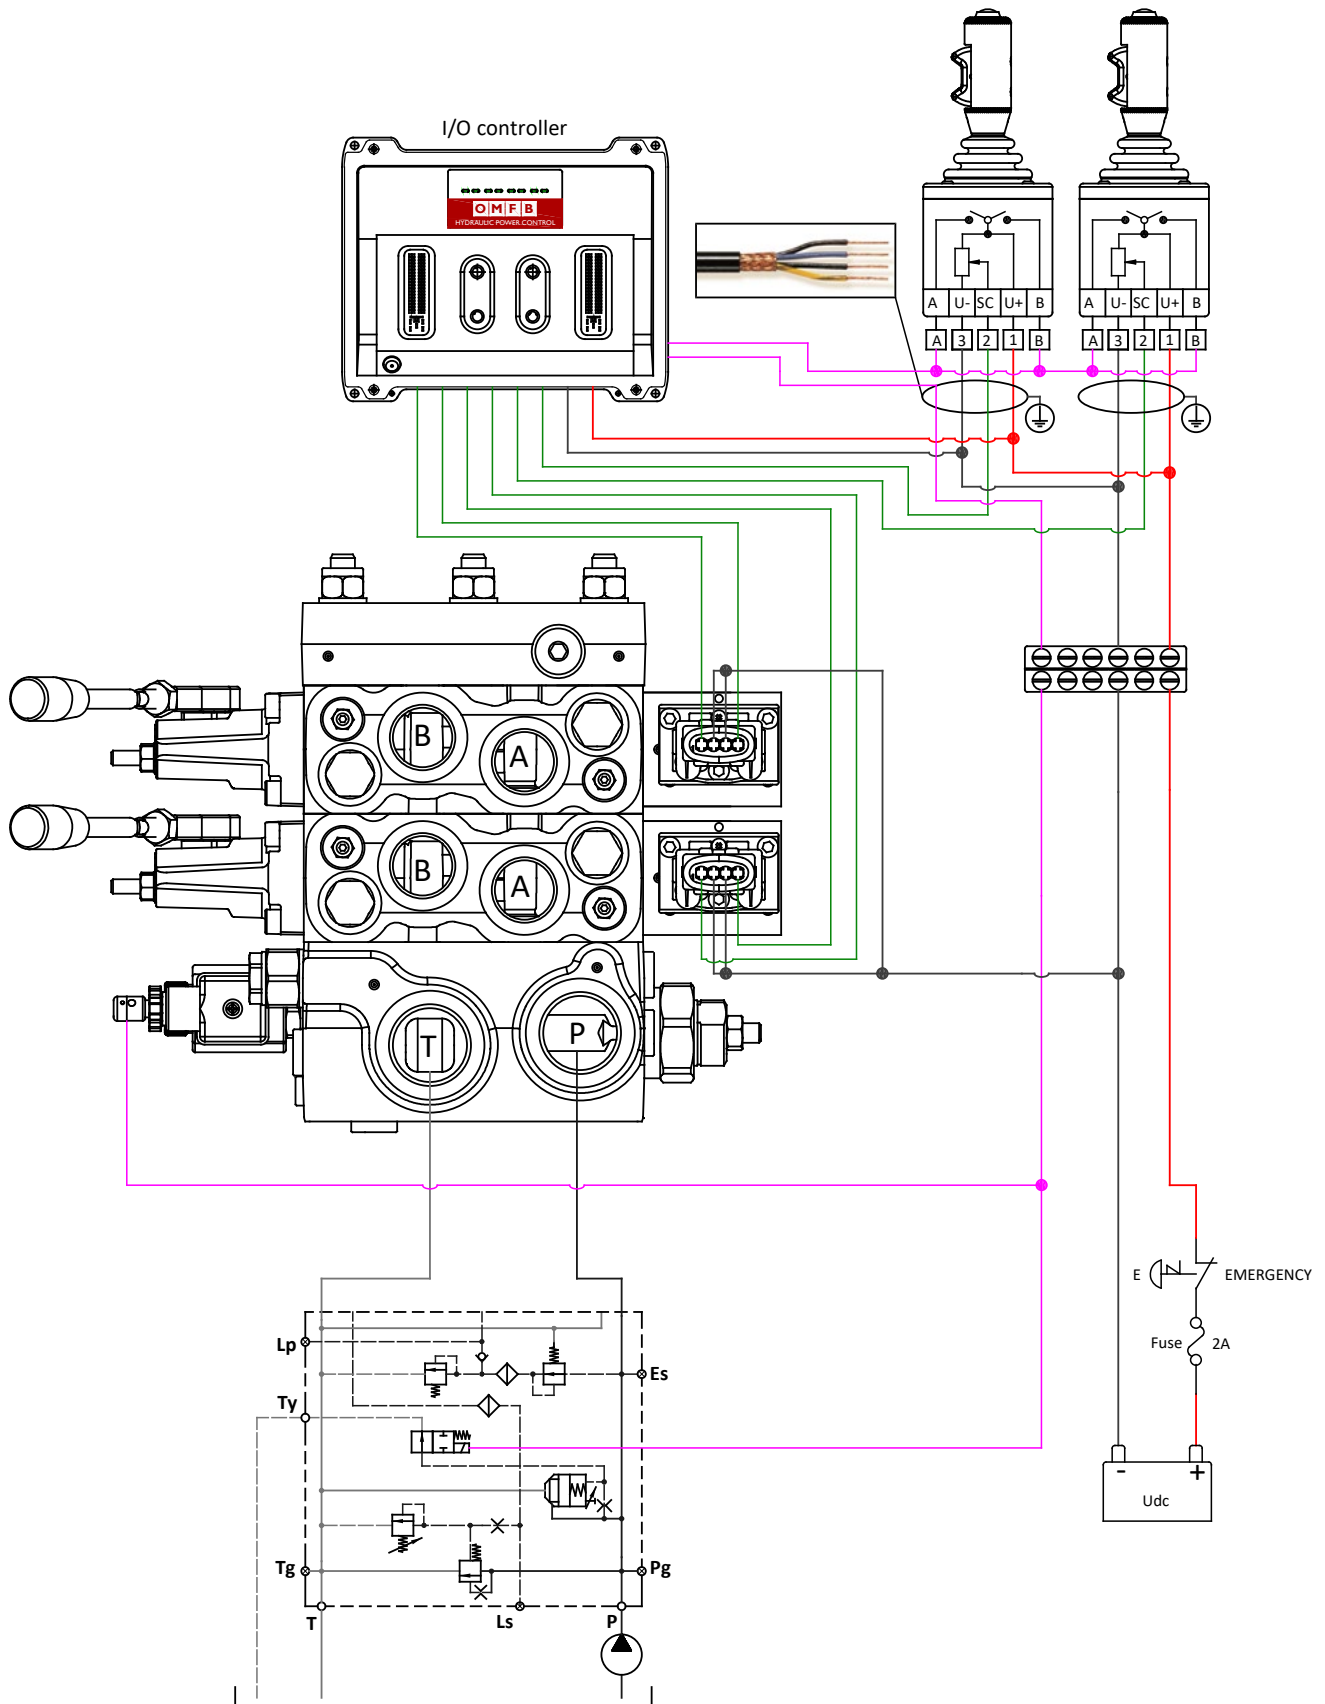 I/O controller
OMFB
HYDRAULIC POWER CONTROL
A U- SC U+ B
A U- SC U+ B
A 3 2 1 B
A 3 2 1 B
B
A
B
A
T
P
E
EMERGENCY
Fuse 2A
Lp
Es
Ty
Tg
Pg
T
Ls
P
- +
Udc